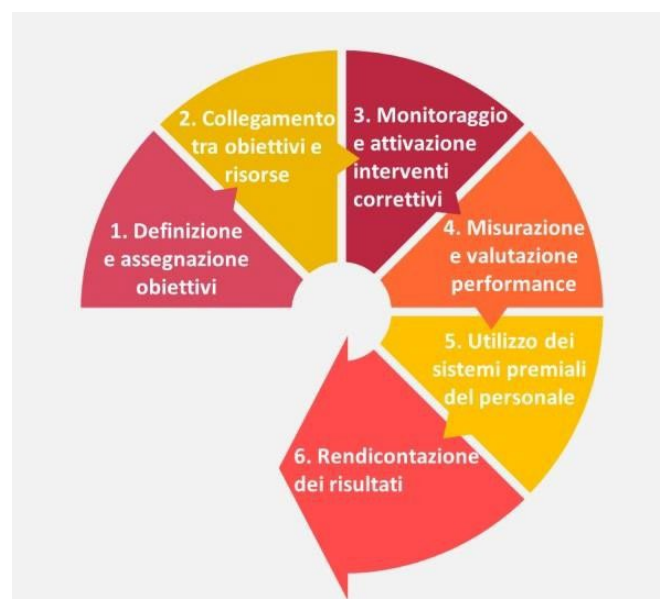 1. Definizione
e assegnazione
obiettivi
2. Collegamento
tra obiettivi e
risorse
3. Monitoraggio
e attivazione
interventi
correttivi
4. Misurazione
e valutazione
performance
5. Utilizzo dei
sistemi premiali
del personale
6. Rendicontazione
dei risultati